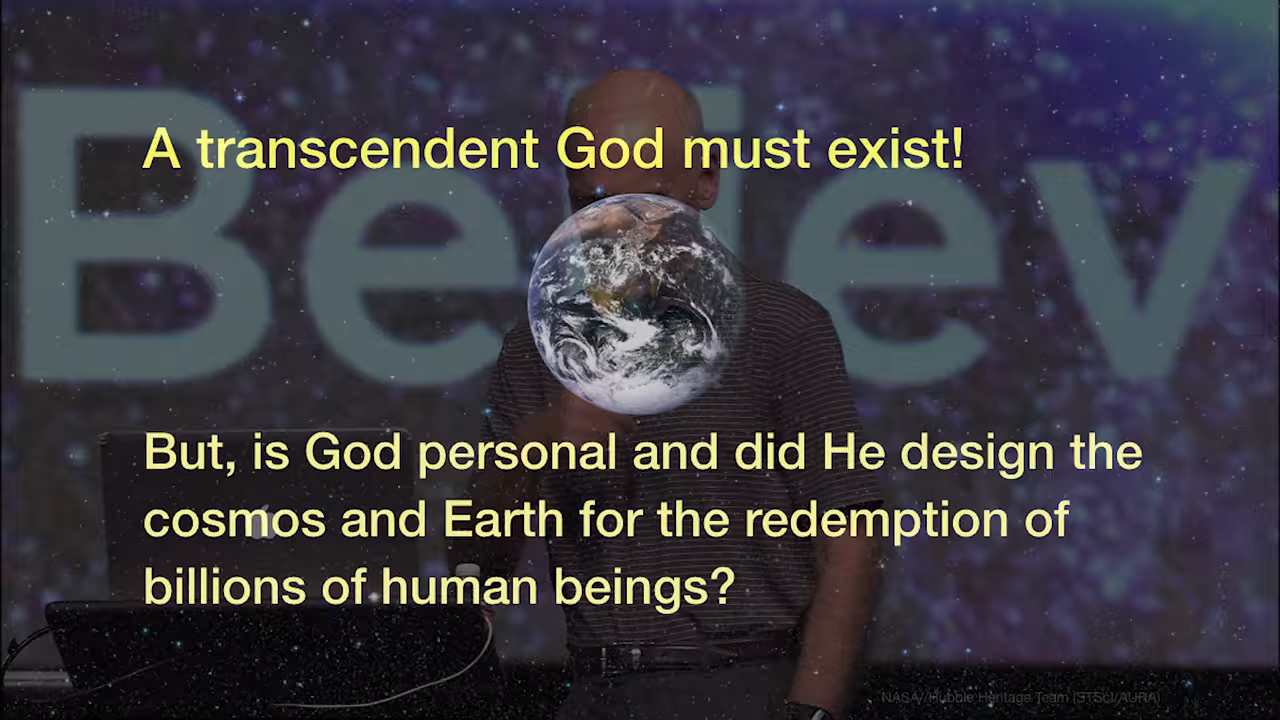 Believ
A transcendent God must exist!
But, is God personal and did He design the
cosmos and Earth for the redemption of
billions of human beings?
NASA/Hubble Heritage Team (STScI/AURA)